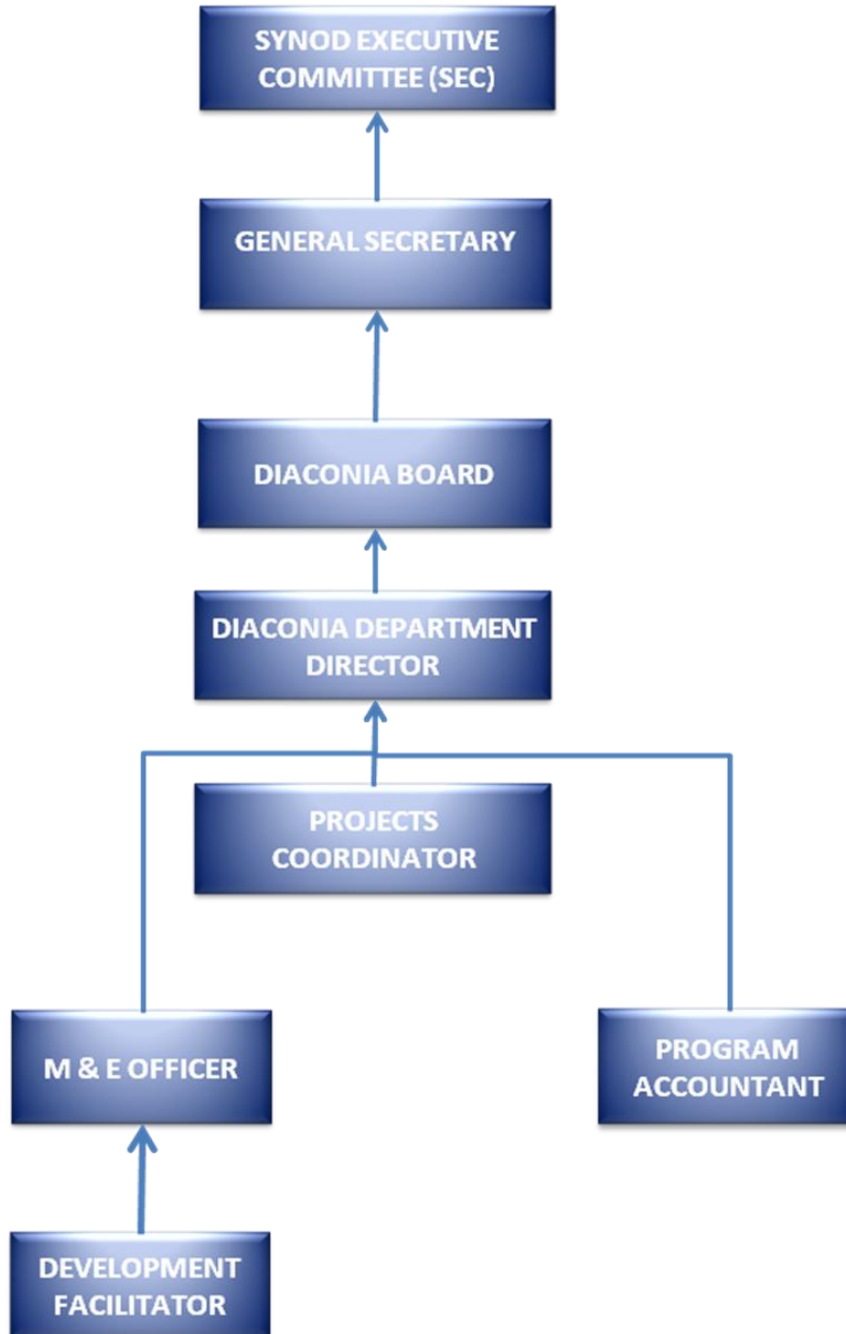 SYNOD EXECUTIVE
COMMITTEE (SEC)
GENERAL SECRETARY
DIACONIA BOARD
DIACONIA DEPARTMENT
DIRECTOR
PROJECTS
COORDINATOR
M & E OFFICER
PROGRAM
ACCOUNTANT
DEVELOPMENT
FACILITATOR